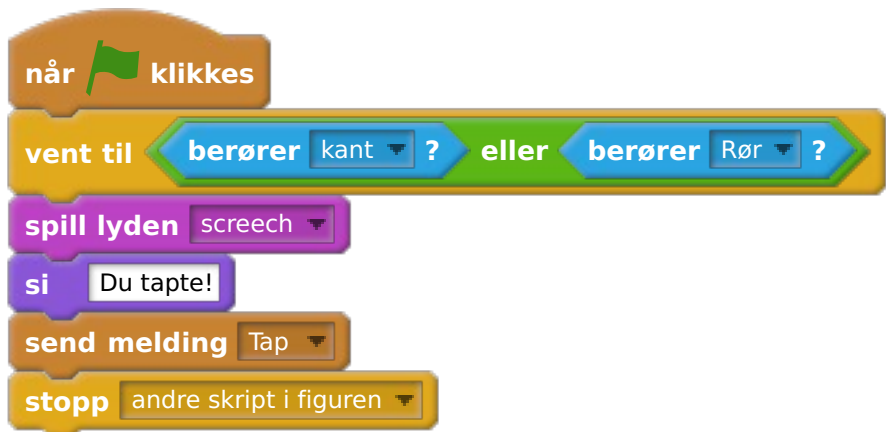 når klikkes
vent til berører kant ? eller berører Rør ?
spill lyden screech
si Du tapte!
send melding Tap
stopp andre skript i figuren